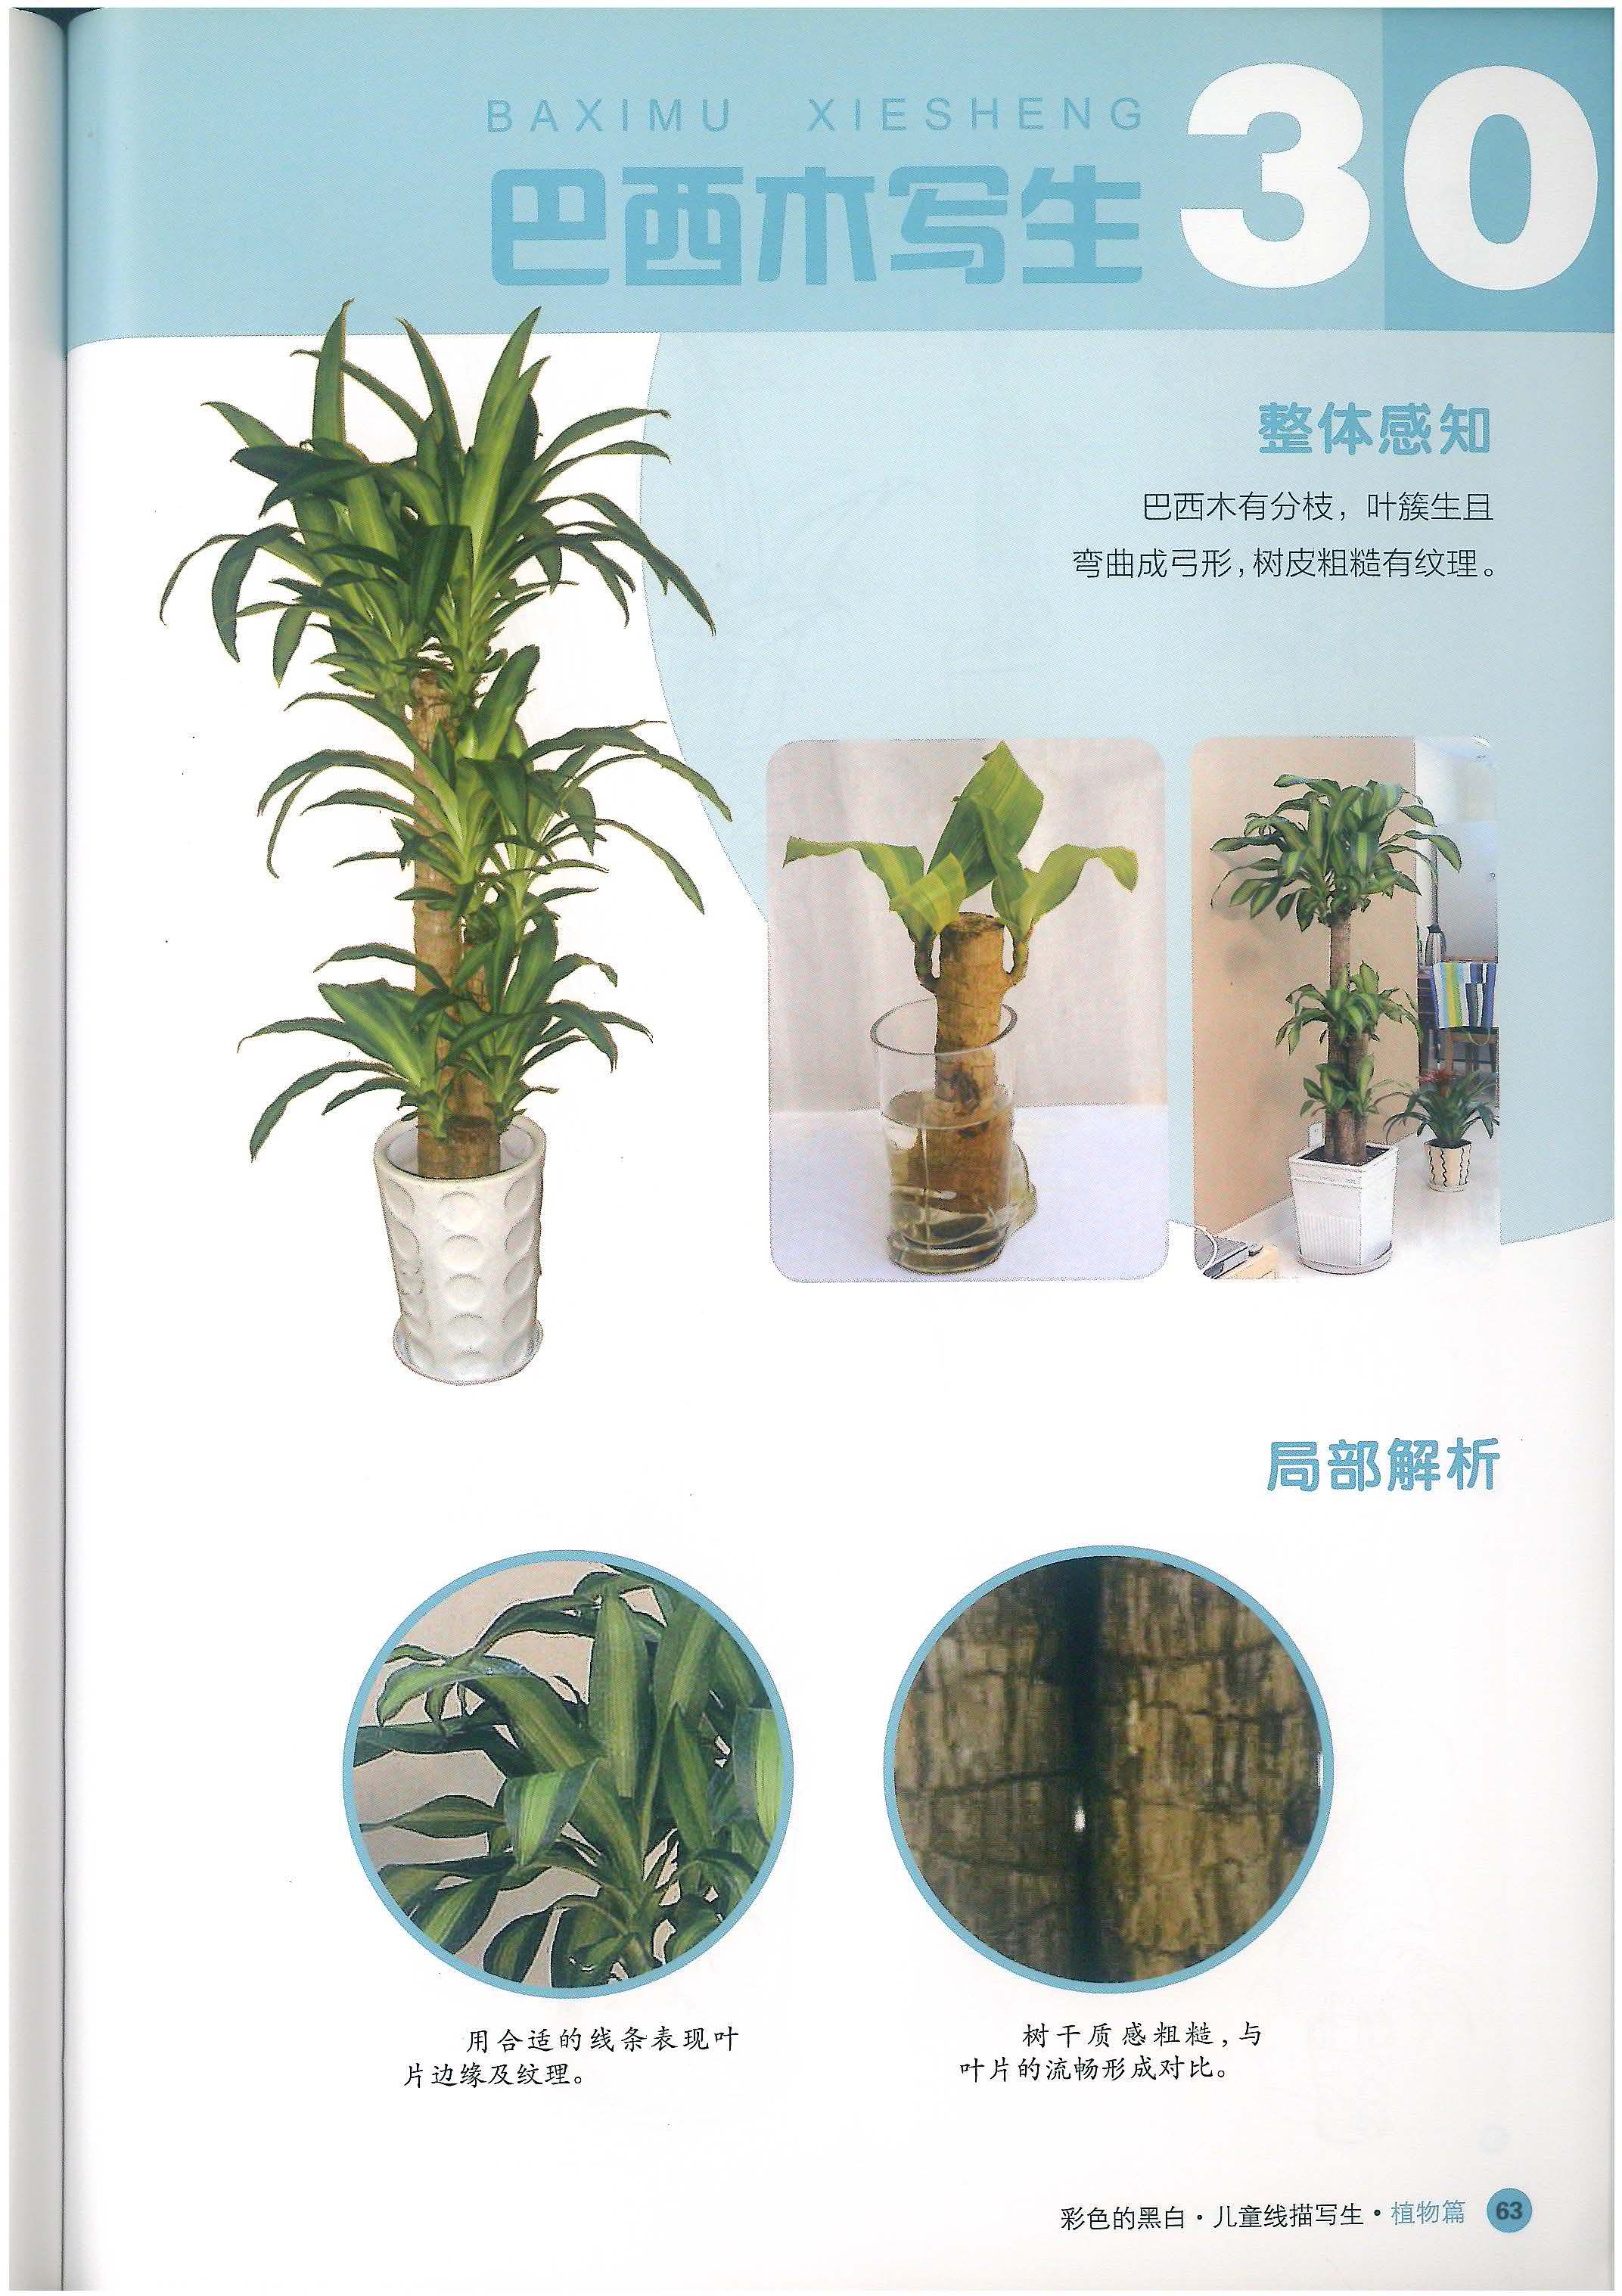 BAXIMU XIESHENG
巴西木写生
30
整体感知
巴西木有分枝，叶簇生且
弯曲成弓形，树皮粗糙有纹理。
局部解析
用合适的线条表现叶
片边缘及纹理。
树干质感粗糙，与
叶片的流畅形成对比。
彩色的黑白·儿童线描写生·植物篇 63